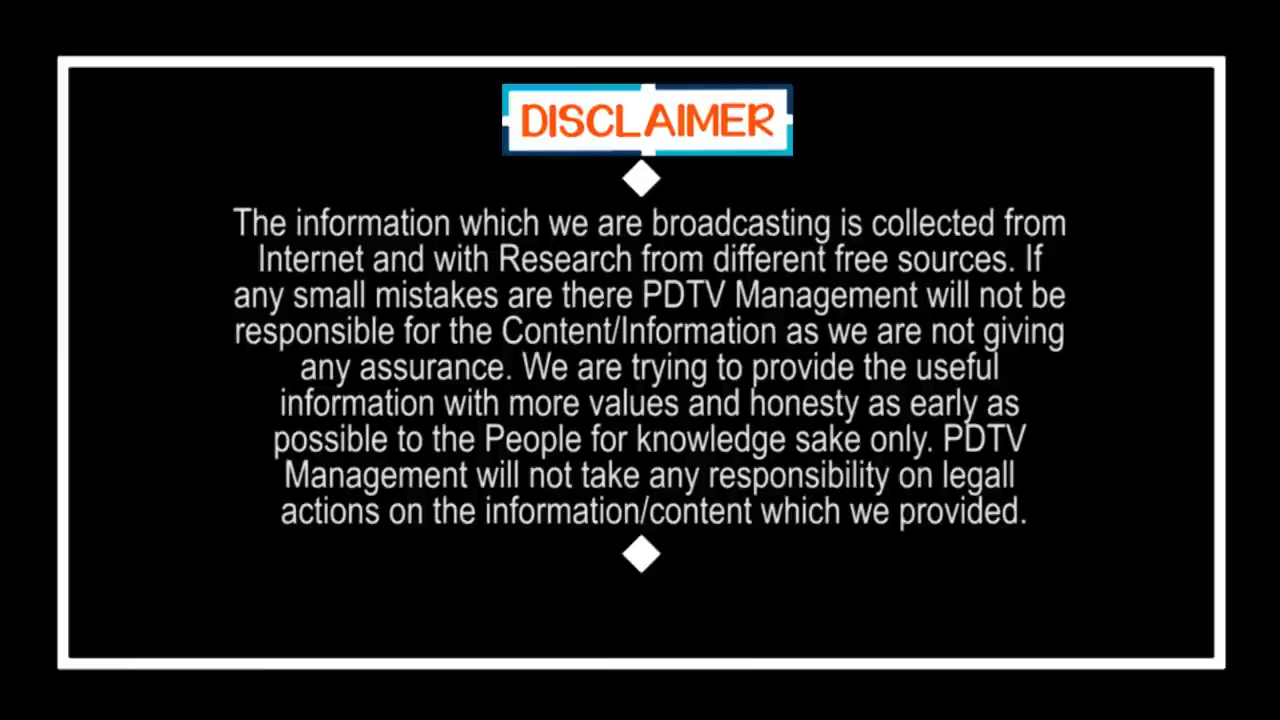 DISCLAIMER
The information which we are broadcasting is collected from
Internet and with Research from different free sources. If
any small mistakes are there PDTV Management will not be
responsible for the Content/Information as we are not giving
any assurance. We are trying to provide the useful
information with more values and honesty as early as
possible to the People for knowledge sake only. PDTV
Management will not take any responsibility on legall
actions on the information/content which we provided.